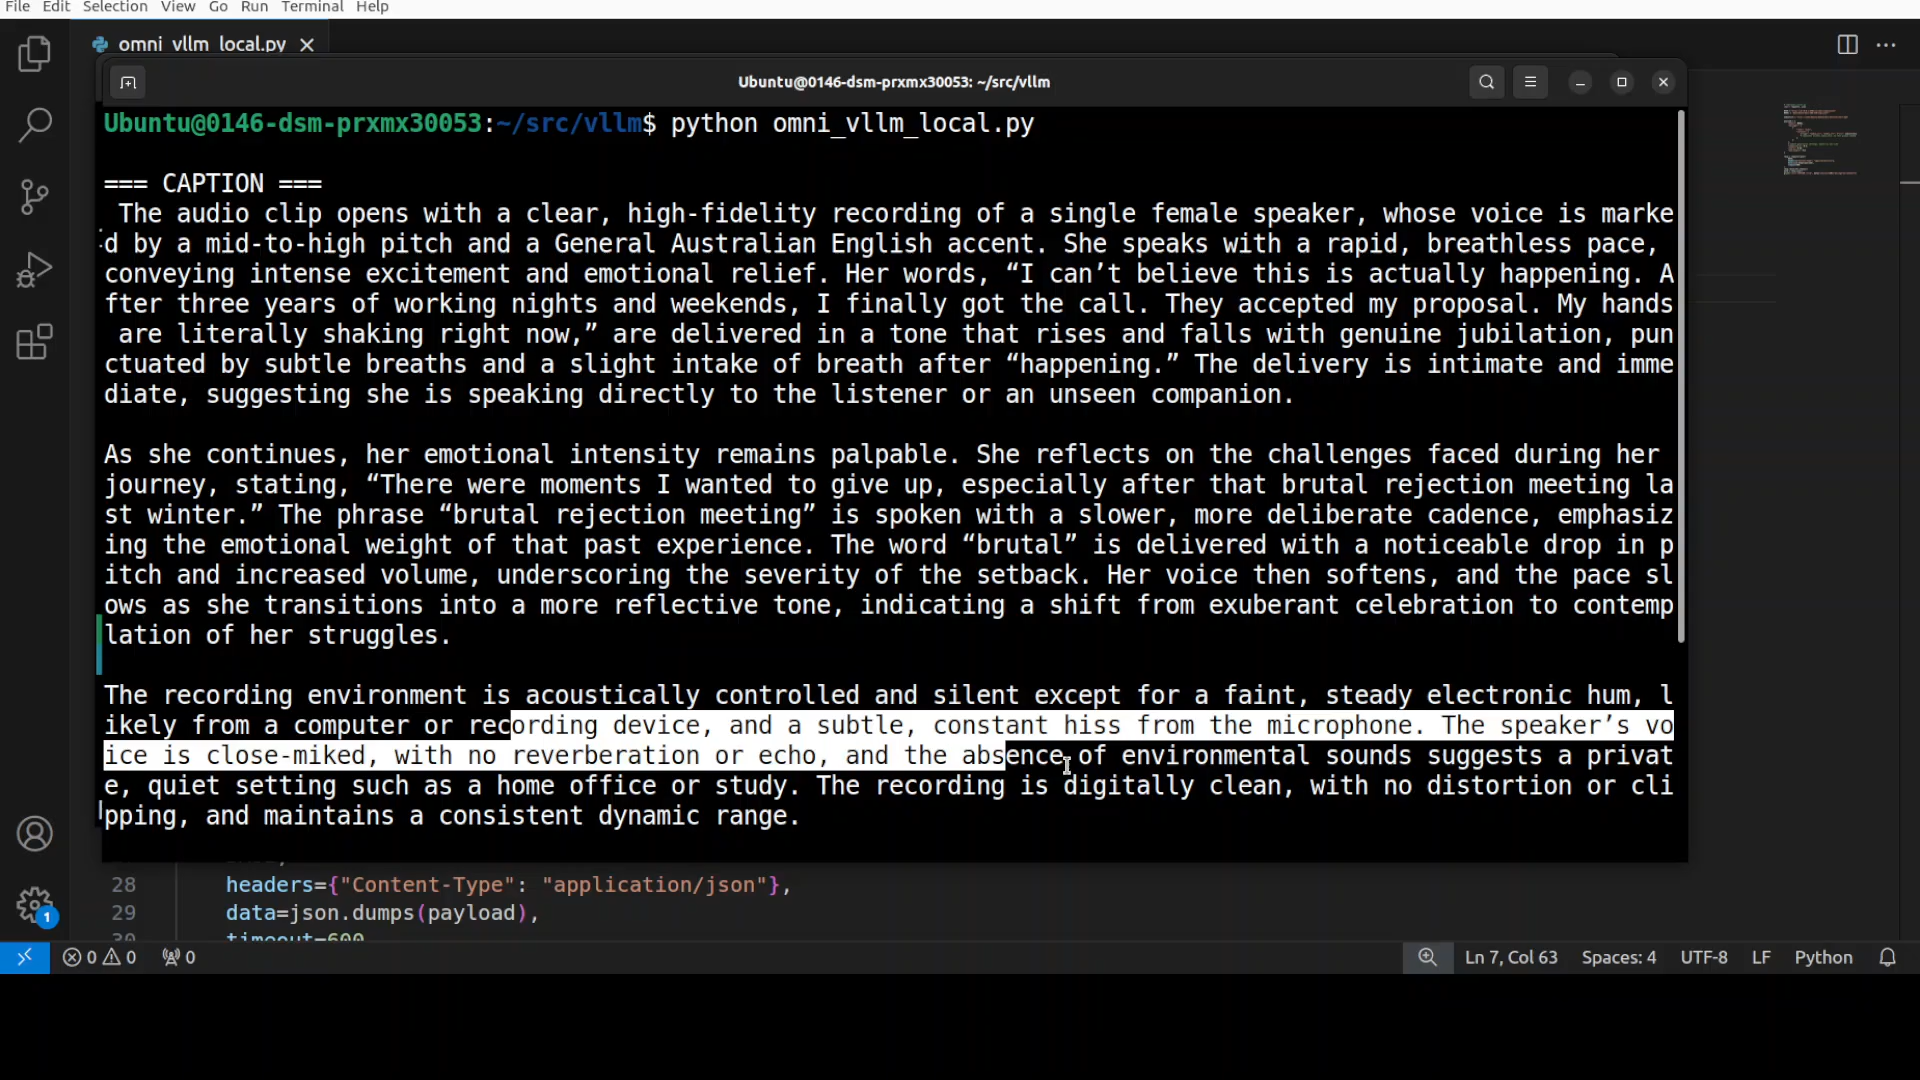 File Edit Selection View Go Run Terminal Help
omni_vllm_local.py
Ubuntu@0146-dsm-prxmx30053: ~/src/vllm
Ubuntu@0146-dsm-prxmx30053:~/src/vllm$ python omni_vllm_local.py
=== CAPTION ===
The audio clip opens with a clear, high-fidelity recording of a single female speaker, whose voice is marke
d by a mid-to-high pitch and a General Australian English accent. She speaks with a rapid, breathless pace,
conveying intense excitement and emotional relief. Her words, “I can’t believe this is actually happening. A
fter three years of working nights and weekends, I finally got the call. They accepted my proposal. My hands
are literally shaking right now,” are delivered in a tone that rises and falls with genuine jubilation, pun
ctuated by subtle breaths and a slight intake of breath after “happening.” The delivery is intimate and imme
diate, suggesting she is speaking directly to the listener or an unseen companion.
As she continues, her emotional intensity remains palpable. She reflects on the challenges faced during her
journey, stating, “There were moments I wanted to give up, especially after that brutal rejection meeting la
st winter.” The phrase “brutal rejection meeting” is spoken with a slower, more deliberate cadence, emphasiz
ing the emotional weight of that past experience. The word “brutal” is delivered with a noticeable drop in p
itch and increased volume, underscoring the severity of the setback. Her voice then softens, and the pace sl
ows as she transitions into a more reflective tone, indicating a shift from exuberant celebration to contemp
lation of her struggles.
The recording environment is acoustically controlled and silent except for a faint, steady electronic hum, l
ikely from a computer or recording device, and a subtle, constant hiss from the microphone. The speaker’s vo
ice is close-miked, with no reverberation or echo, and the absence of environmental sounds suggests a privat
e, quiet setting such as a home office or study. The recording is digitally clean, with no distortion or cli
pping, and maintains a consistent dynamic range.
28 headers={"Content-Type": "application/json"},
29 data=json.dumps(payload),
30 timeout=600
1
0 0 0 Ln 7, Col 63 Spaces: 4 UTF-8 LF Python